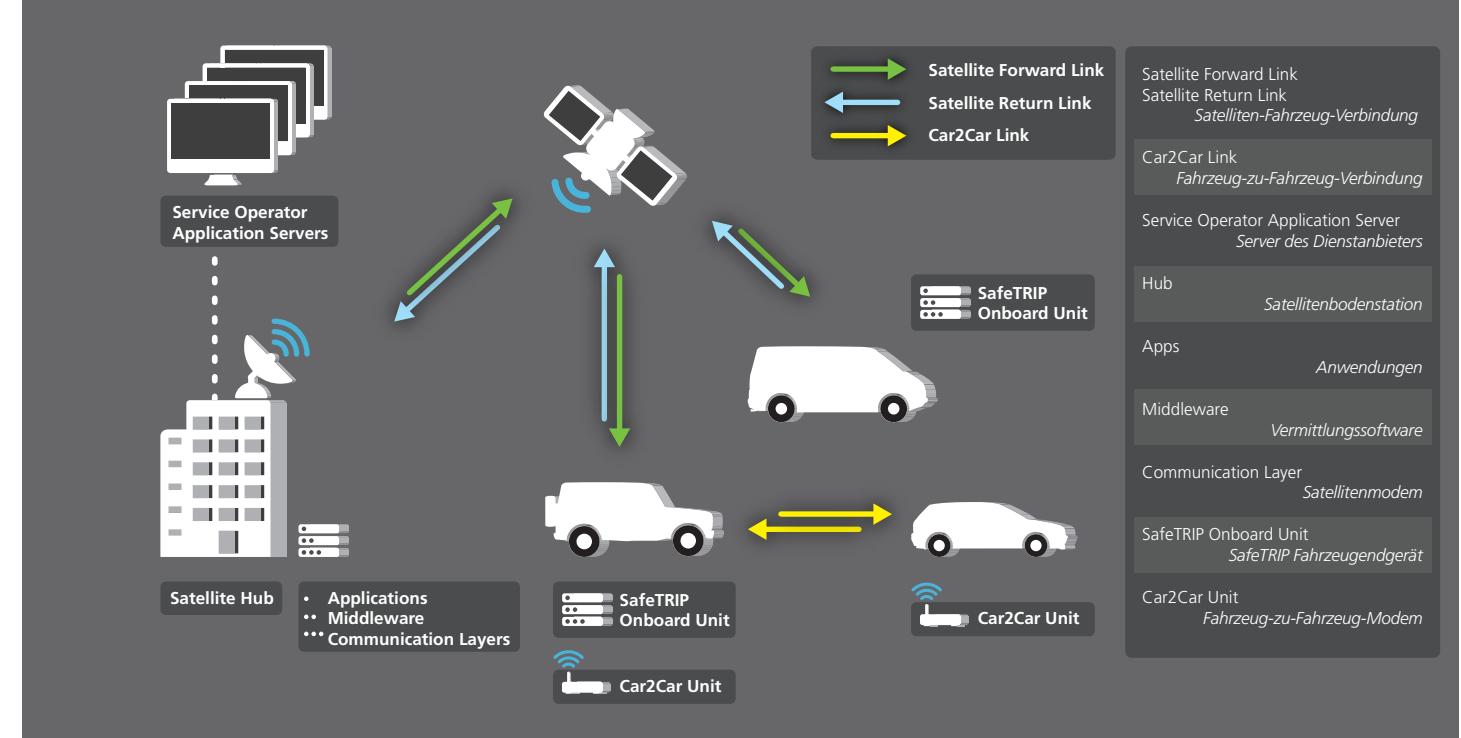 Service Operator
Application Servers
Satellite Forward Link
Satellite Return Link
Car2Car Link
SafeTRIP
Onboard Unit
Satellite Hub
• Applications
•• Middleware
••• Communication Layers
SafeTRIP
Onboard Unit
Car2Car Unit
Car2Car Unit
Satellite Forward Link
Satellite Return Link
Satelliten-Fahrzeug-Verbindung
Car2Car Link
Fahrzeug-zu-Fahrzeug-Verbindung
Service Operator Application Server
Server des Dienstanbieters
Hub
Satellitenbodenstation
Apps
Anwendungen
Middleware
Vermittlungssoftware
Communication Layer
Satellitenmodem
SafeTRIP Onboard Unit
SafeTRIP Fahrzeugendgerät
Car2Car Unit
Fahrzeug-zu-Fahrzeug-Modem